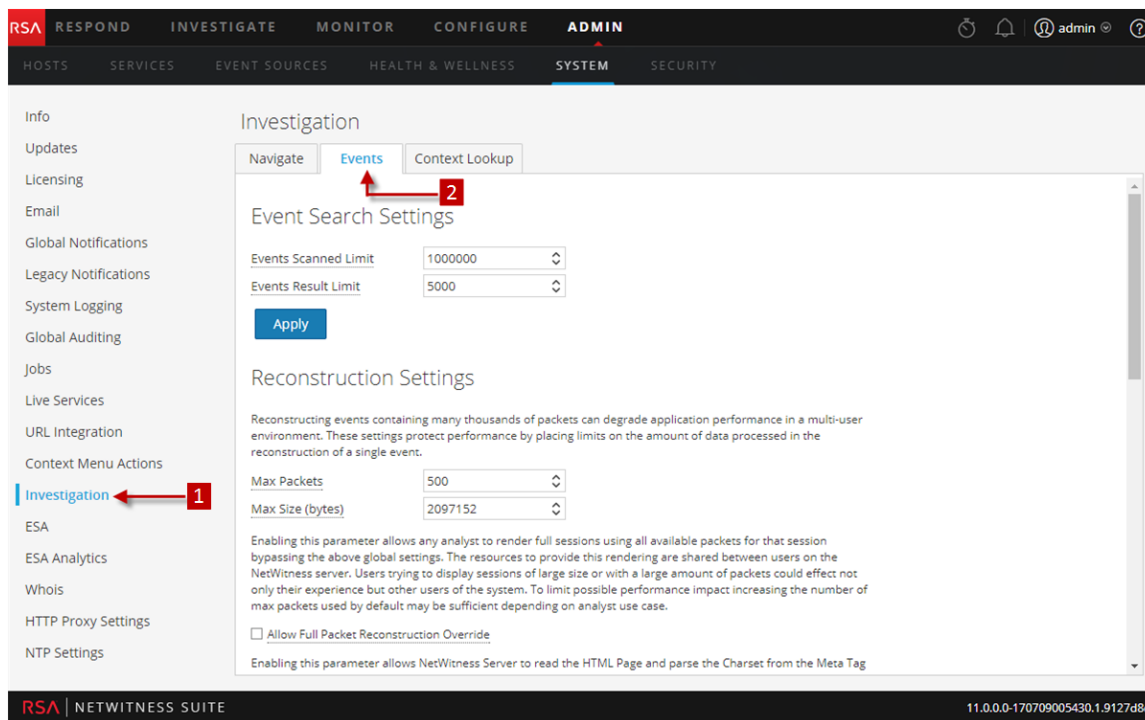 RSA RESPOND INVESTIGATE MONITOR CONFIGURE ADMIN admin
HOSTS SERVICES EVENT SOURCES HEALTH & WELLNESS SYSTEM SECURITY
Info
Updates
Licensing
Email
Global Notifications
Legacy Notifications
System Logging
Global Auditing
Jobs
Live Services
URL Integration
Context Menu Actions
Investigation
1
ESA
ESA Analytics
Whois
HTTP Proxy Settings
NTP Settings
Investigation
Navigate Events Context Lookup
2
Event Search Settings
Events Scanned Limit 1000000
Events Result Limit 5000
Apply
Reconstruction Settings
Reconstructing events containing many thousands of packets can degrade application performance in a multi-user
environment. These settings protect performance by placing limits on the amount of data processed in the
reconstruction of a single event.
Max Packets 500
Max Size (bytes) 2097152
Enabling this parameter allows any analyst to render full sessions using all available packets for that session
bypassing the above global settings. The resources to provide this rendering are shared between users on the
NetWitness server. Users trying to display sessions of large size or with a large amount of packets could effect not
only their experience but other users of the system. To limit possible performance impact increasing the number of
max packets used by default may be sufficient depending on analyst use case.
Allow Full Packet Reconstruction Override
Enabling this parameter allows NetWitness Server to read the HTML Page and parse the Charset from the Meta Tag
RSA | NETWITNESS SUITE
11.0.0.0-170709005430.1.9127d8